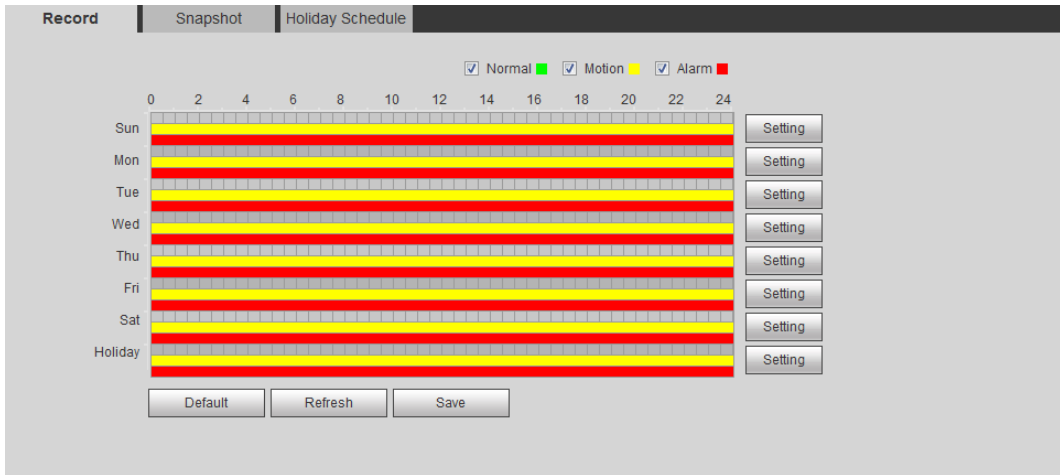 Record Snapshot Holiday Schedule
Normal Motion Alarm
0 2 4 6 8 10 12 14 16 18 20 22 24
Sun Setting
Mon Setting
Tue Setting
Wed Setting
Thu Setting
Fri Setting
Sat Setting
Holiday Setting
Default Refresh Save